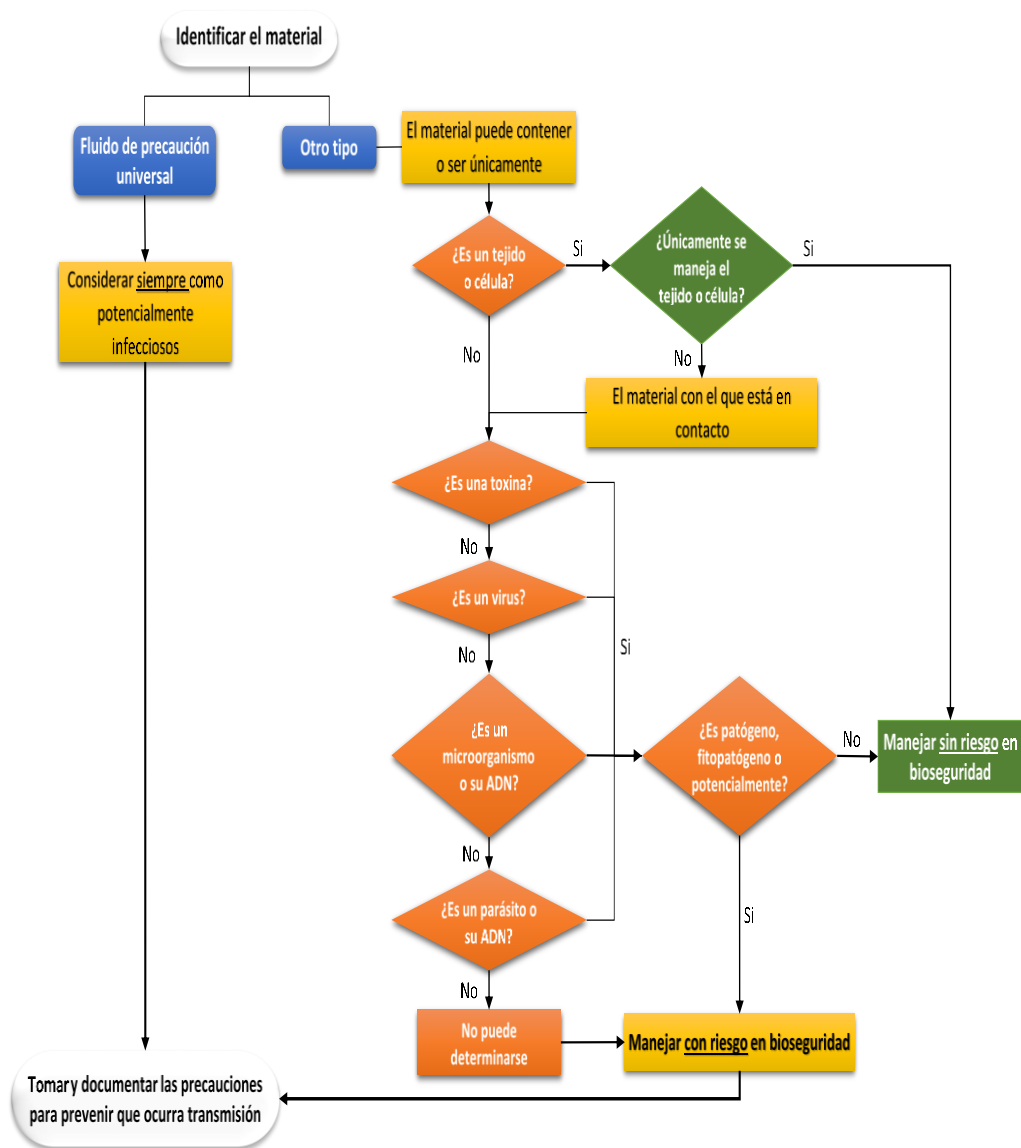 Identificar el material
Fluido de precaución
universal
Otro tipo
El material puede contener
o ser únicamente
Considerar siempre como
potencialmente
infecciosos
¿Es un tejido
o célula?
Si
¿Únicamente se
maneja el
tejido o célula?
Si
No
No
El material con el que está en
contacto
¿Es una toxina?
No
¿Es un virus?
No
Si
¿Es un
microorganismo
o su ADN?
¿Es patógeno,
fitopatógeno o
potencialmente?
No
Manejar sin riesgo en
bioseguridad
No
¿Es un parásito o
su ADN?
Si
No
No puede
determinarse
Manejar con riesgo en bioseguridad
Tomar y documentar las precauciones
para prevenir que ocurra transmisión